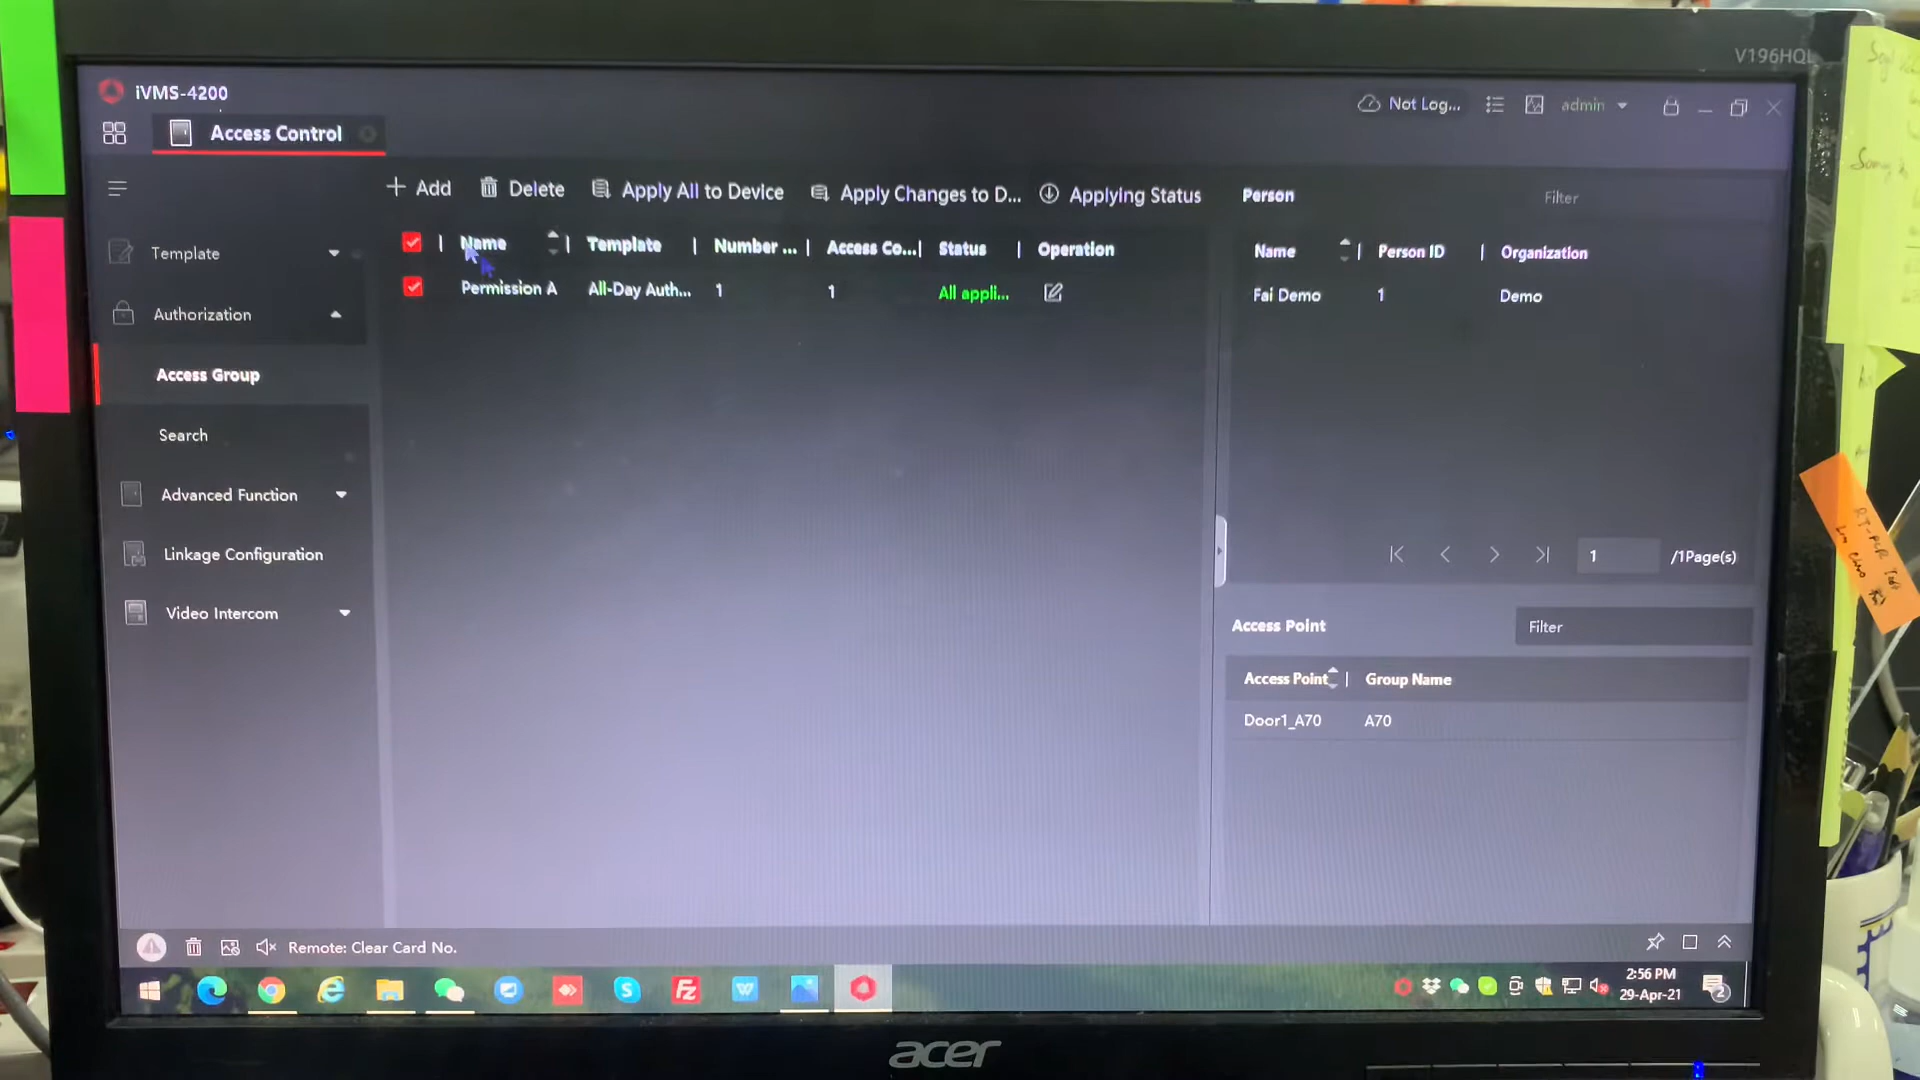 V196HQL
iVMS-4200
Not Log...
admin
Access Control
Add
Delete
Apply All to Device
Apply Changes to D...
Applying Status
Person
Filter
Name
Template
Number ...
Access Co...
Status
Operation
Permission A
All-Day Auth...
1
1
All appli...
Name
Person ID
Organization
Fai Demo
1
Demo
Template
Authorization
Access Group
Search
Advanced Function
Linkage Configuration
Video Intercom
1
/1Page(s)
Access Point
Filter
Access Point
Group Name
Door1_A70
A70
Remote: Clear Card No.
2:56 PM
29-Apr-21
2
acer
RT-PCR